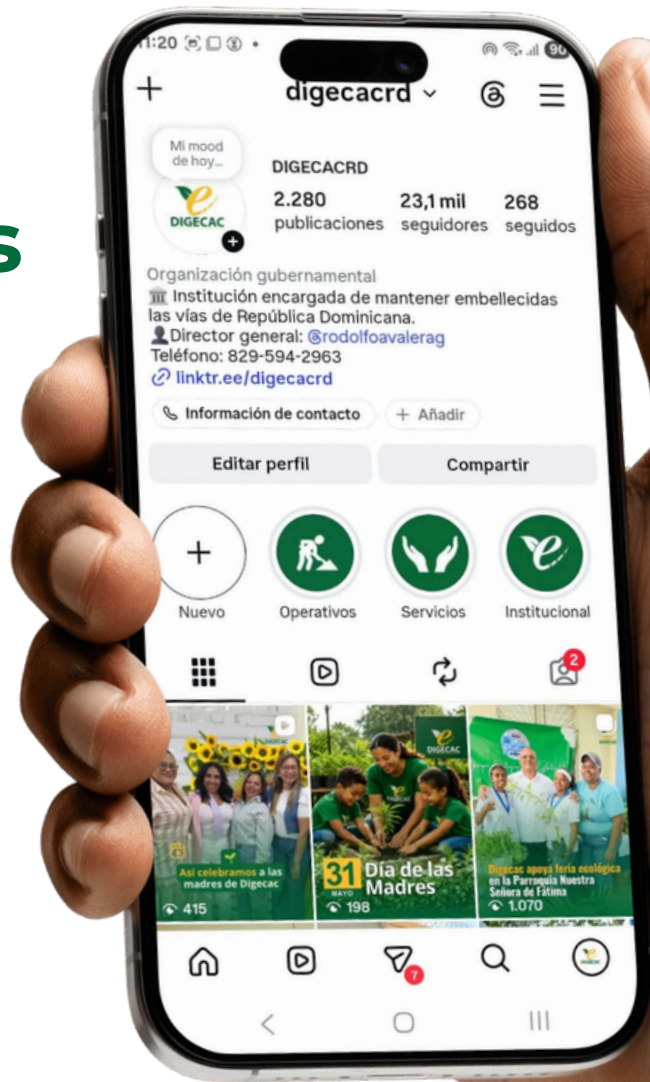 s
11:20
90
digecacrd
Mi mood
de hoy...
DIGECAC
DIGECACRD
2.280 23,1 mil 268
publicaciones seguidores seguidos
Organización gubernamental
Institución encargada de mantener embellecidas
las vías de República Dominicana.
Director general: @rodolfoavalerag
Teléfono: 829-594-2963
linktr.ee/digecacrd
Información de contacto + Añadir
Editar perfil Compartir
Nuevo Operativos Servicios Institucional
2
DIGECAC
DIGECAC
Así celebramos a las
madres de Digecac
415
31
MAYO
Día de las
Madres
198
Digecac apoya feria ecológica
en la Parroquia Nuestra
Señora de Fátima
1.070
7